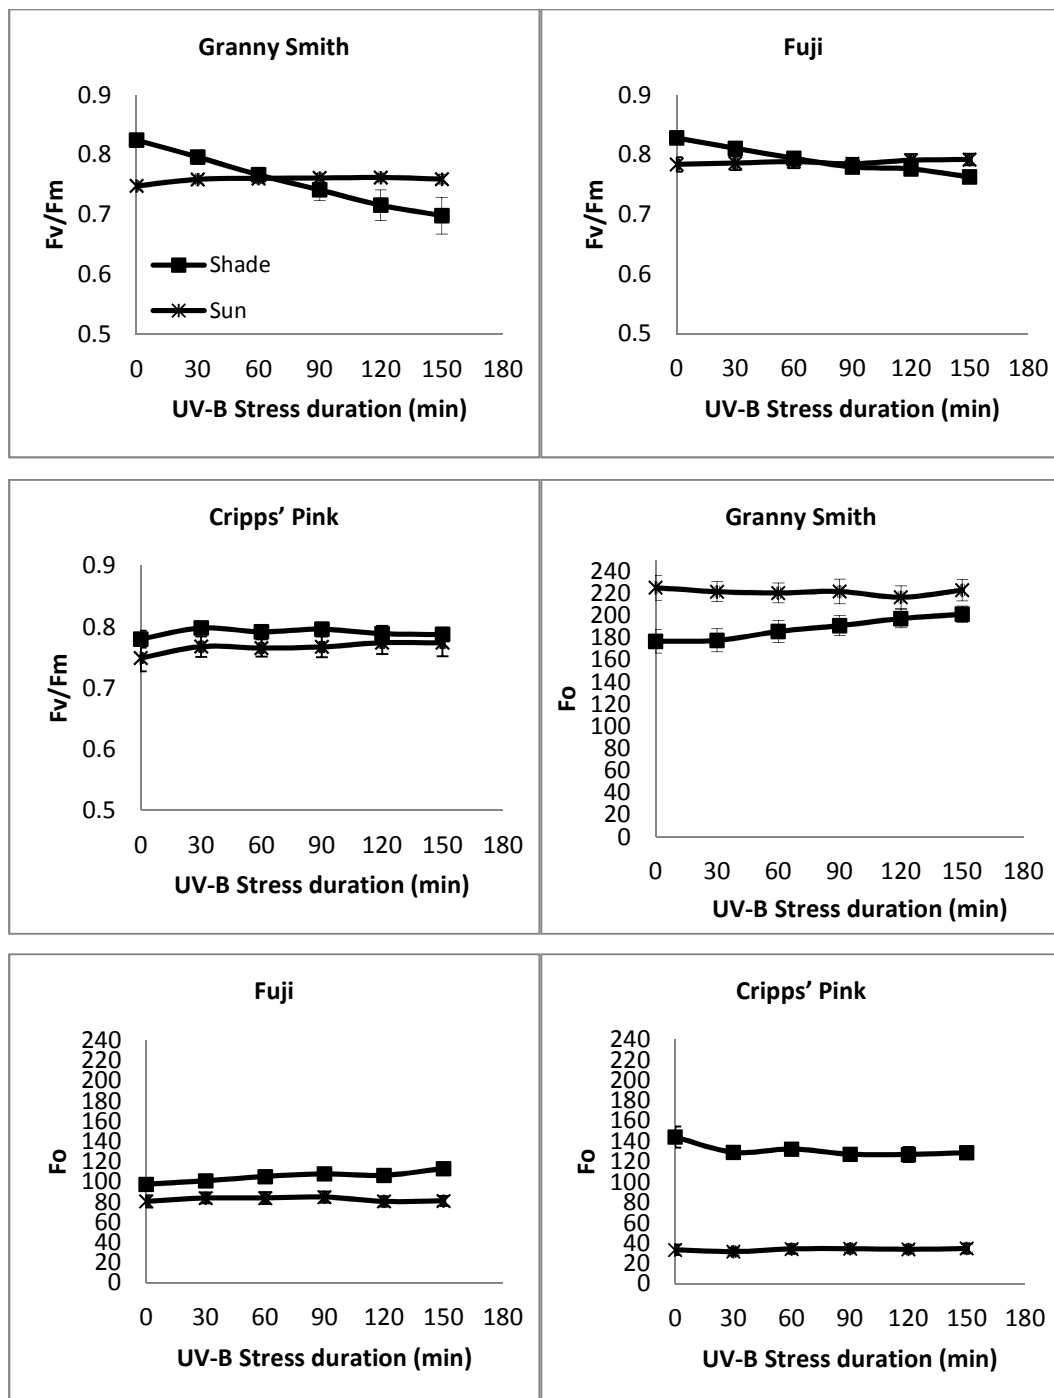 Granny Smith
0.9
0.8
0.7
0.6
0.5
Fv/Fm
Shade
Sun
0 30 60 90 120 150 180
UV-B Stress duration (min)
Fuji
0.9
0.8
0.7
0.6
0.5
Fv/Fm
0 30 60 90 120 150 180
UV-B Stress duration (min)
Cripps’ Pink
0.9
0.8
0.7
0.6
0.5
Fv/Fm
0 30 60 90 120 150 180
UV-B Stress duration (min)
Granny Smith
240
220
200
180
160
140
120
100
80
60
40
20
0
Fo
0 30 60 90 120 150 180
UV-B Stress duration (min)
Fuji
240
220
200
180
160
140
120
100
80
60
40
20
0
Fo
0 30 60 90 120 150 180
UV-B Stress duration (min)
Cripps’ Pink
240
220
200
180
160
140
120
100
80
60
40
20
0
Fo
0 30 60 90 120 150 180
UV-B Stress duration (min)